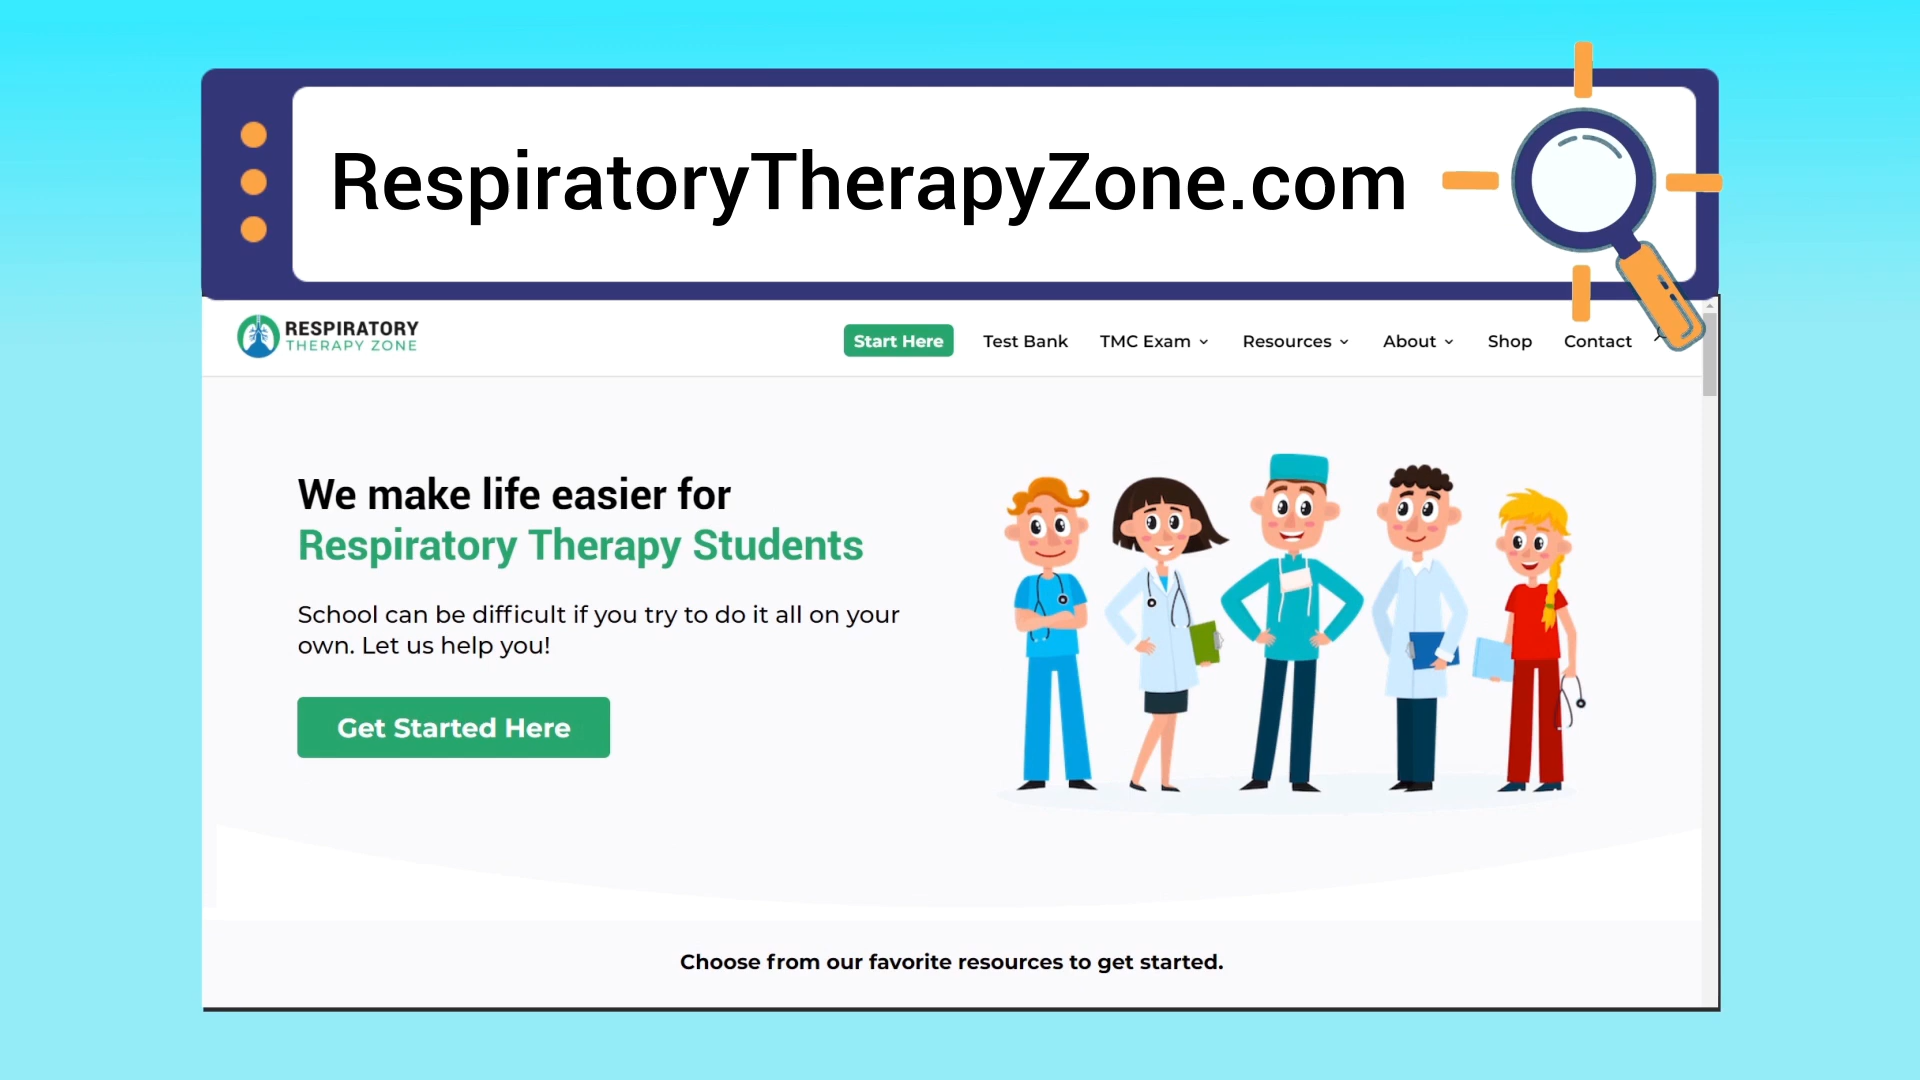 RespiratoryTherapyZone.com
RESPIRATORY
THERAPY ZONE
Start Here
Test Bank
TMC Exam
Resources
About
Shop
Contact
We make life easier for
Respiratory Therapy Students
School can be difficult if you try to do it all on your
own. Let us help you!
Get Started Here
Choose from our favorite resources to get started.